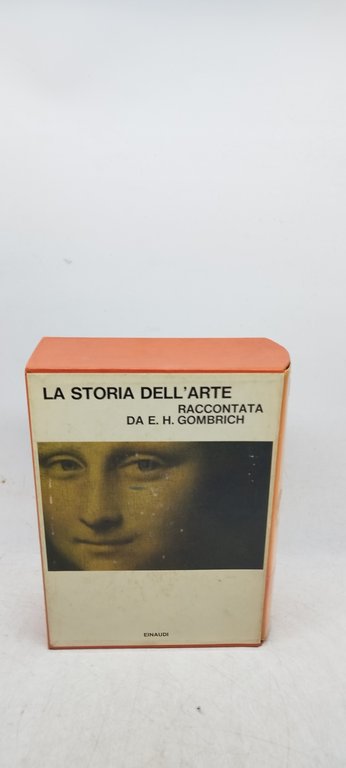 LA STORIA DELL'ARTE
RACCONTATA
DA E. H. GOMBRICH
EINAUDI